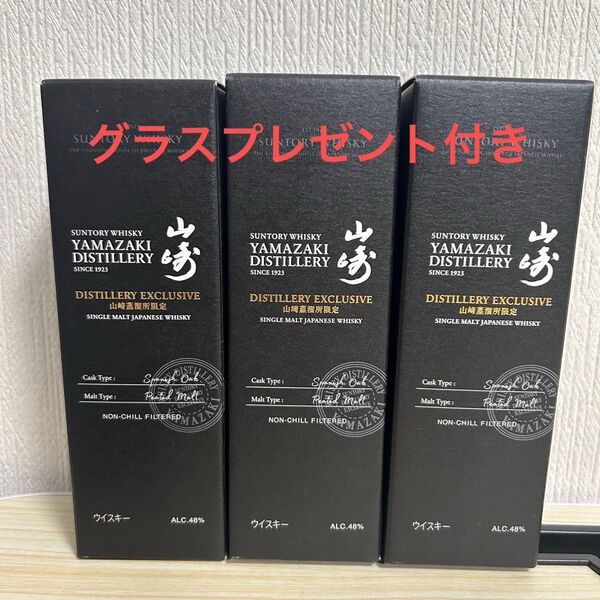 グラスプレゼント付き
SUNTORY WHISKY
SUNTORY WHISKY
YAMAZAKI
DISTILLERY
SINCE 1923
山崎
DISTILLERY EXCLUSIVE
山崎蒸溜所限定
SINGLE MALT JAPANESE WHISKY
Cask Type : Spanish Oak
Malt Type : Peated Malt
NON-CHILL FILTERED
ウイスキー ALC.48%
SUNTORY WHISKY
SUNTORY WHISKY
YAMAZAKI
DISTILLERY
SINCE 1923
山崎
DISTILLERY EXCLUSIVE
山崎蒸溜所限定
SINGLE MALT JAPANESE WHISKY
Cask Type : Spanish Oak
Malt Type : Peated Malt
NON-CHILL FILTERED
ウイスキー ALC.48%
SUNTORY WHISKY
SUNTORY WHISKY
YAMAZAKI
DISTILLERY
SINCE 1923
山崎
DISTILLERY EXCLUSIVE
山崎蒸溜所限定
SINGLE MALT JAPANESE WHISKY
Cask Type : Spanish Oak
Malt Type : Peated Malt
NON-CHILL FILTERED
ウイスキー ALC.48%